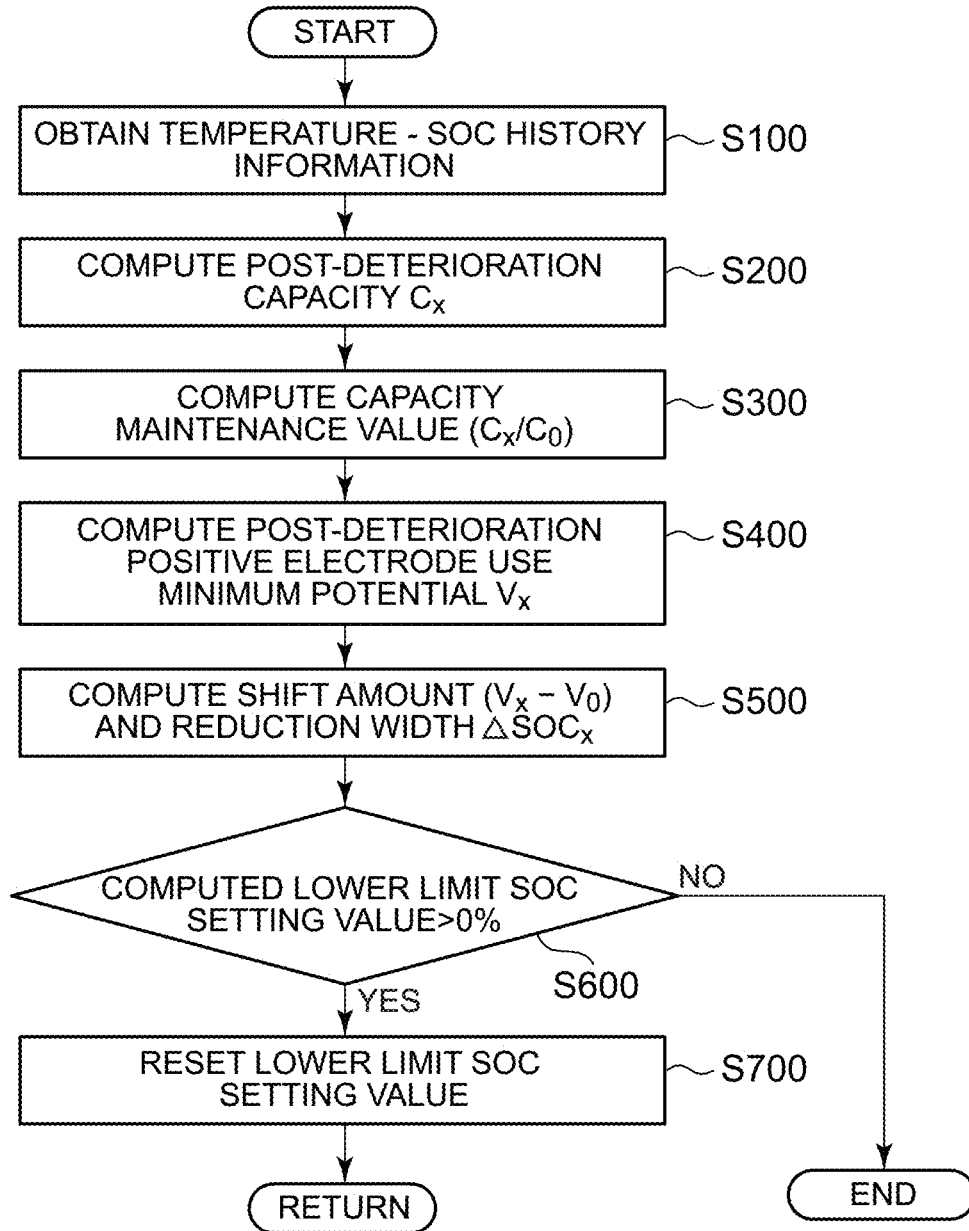 START
OBTAIN TEMPERATURE - SOC HISTORY
INFORMATION
S100
COMPUTE POST-DETERIORATION
CAPACITY Cx
S200
COMPUTE CAPACITY
MAINTENANCE VALUE (Cx/C0)
S300
COMPUTE POST-DETERIORATION
POSITIVE ELECTRODE USE
MINIMUM POTENTIAL Vx
S400
COMPUTE SHIFT AMOUNT (Vx − V0)
AND REDUCTION WIDTH △SOCx
S500
COMPUTED LOWER LIMIT SOC
SETTING VALUE>0%
NO
S600
YES
RESET LOWER LIMIT SOC
SETTING VALUE
S700
RETURN
END